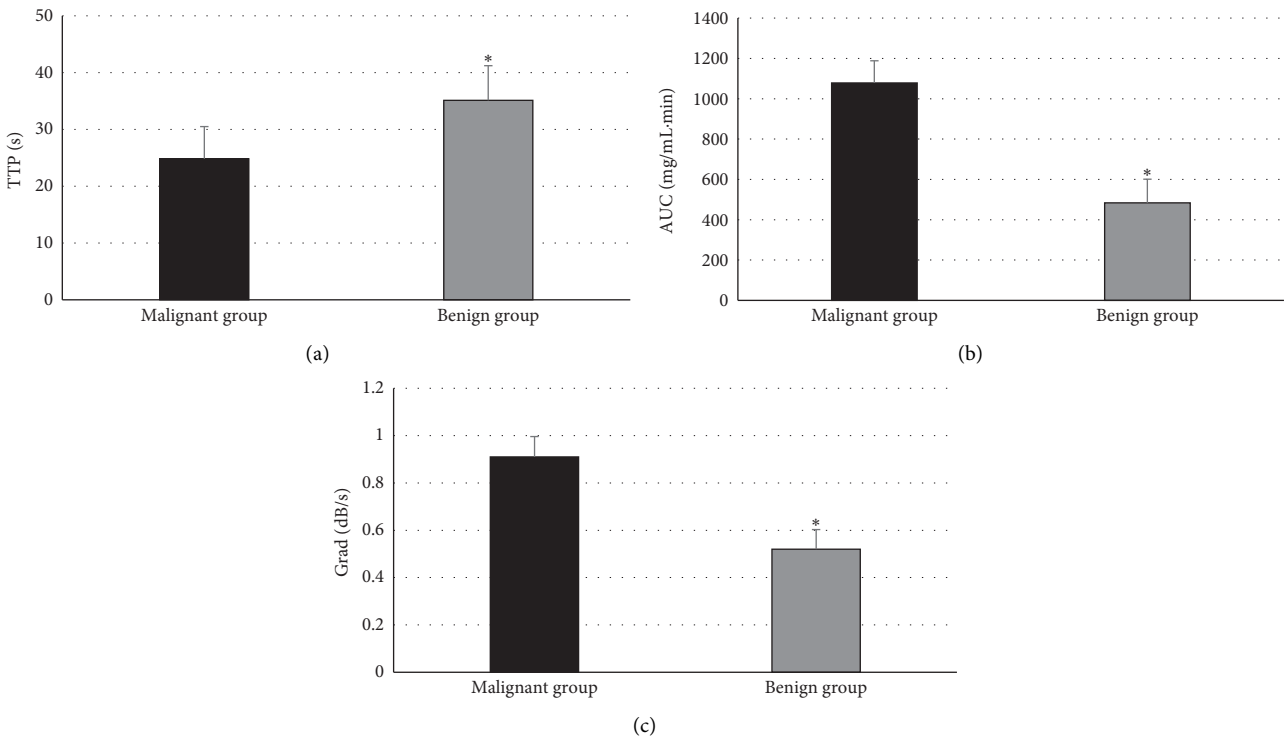 50
40
30
20
10
0
TTP (s)
*
Malignant group
Benign group
(a)
1400
1200
1000
800
600
400
200
0
AUC (mg/mL·min)
*
Malignant group
Benign group
(b)
1.2
1
0.8
0.6
0.4
0.2
0
Grad (dB/s)
*
Malignant group
Benign group
(c)